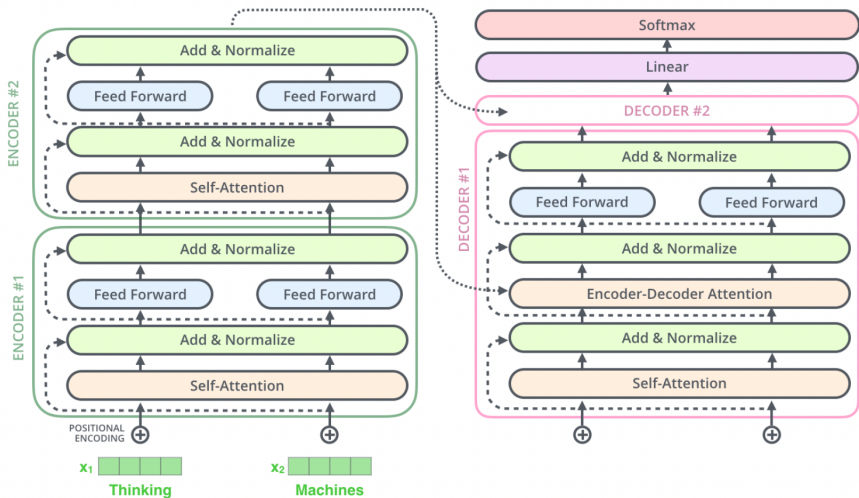 ENCODER #2
Add & Normalize
Feed Forward
Feed Forward
Add & Normalize
Self-Attention
ENCODER #1
Add & Normalize
Feed Forward
Feed Forward
Add & Normalize
Self-Attention
POSITIONAL
ENCODING
x1
x2
Thinking
Machines
Softmax
Linear
DECODER #2
DECODER #1
Add & Normalize
Feed Forward
Feed Forward
Add & Normalize
Encoder-Decoder Attention
Add & Normalize
Self-Attention